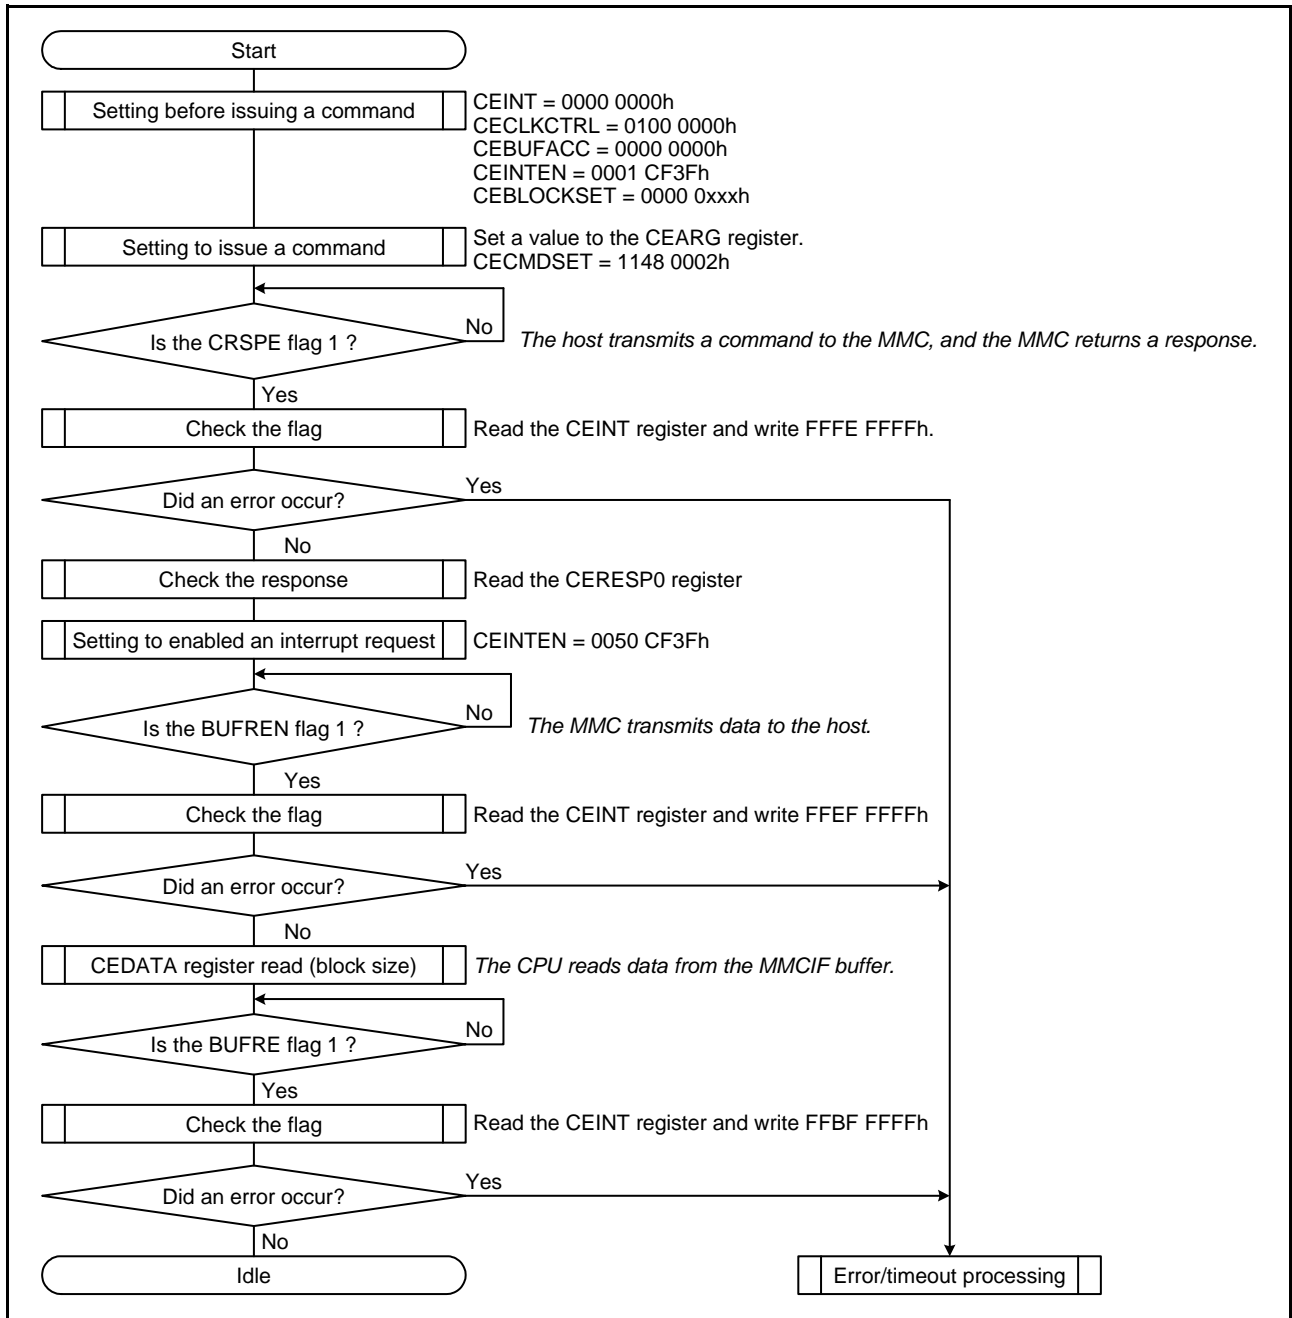 Start
Setting before issuing a command
CEINT = 0000 0000h
CECLKCTRL = 0100 0000h
CEBUFACC = 0000 0000h
CEINTEN = 0001 CF3Fh
CEBLOCKSET = 0000 0xxxh
Setting to issue a command
Set a value to the CEARG register.
CECMDSET = 1148 0002h
Is the CRSPE flag 1 ?
No
The host transmits a command to the MMC, and the MMC returns a response.
Yes
Check the flag
Read the CEINT register and write FFFE FFFFh.
Did an error occur?
Yes
No
Check the response
Read the CERESP0 register
Setting to enabled an interrupt request
CEINTEN = 0050 CF3Fh
Is the BUFREN flag 1 ?
No
The MMC transmits data to the host.
Yes
Check the flag
Read the CEINT register and write FFEF FFFFh
Did an error occur?
Yes
No
CEDATA register read (block size)
The CPU reads data from the MMCIF buffer.
Is the BUFRE flag 1 ?
No
Yes
Check the flag
Read the CEINT register and write FFBF FFFFh
Did an error occur?
Yes
No
Idle
Error/timeout processing